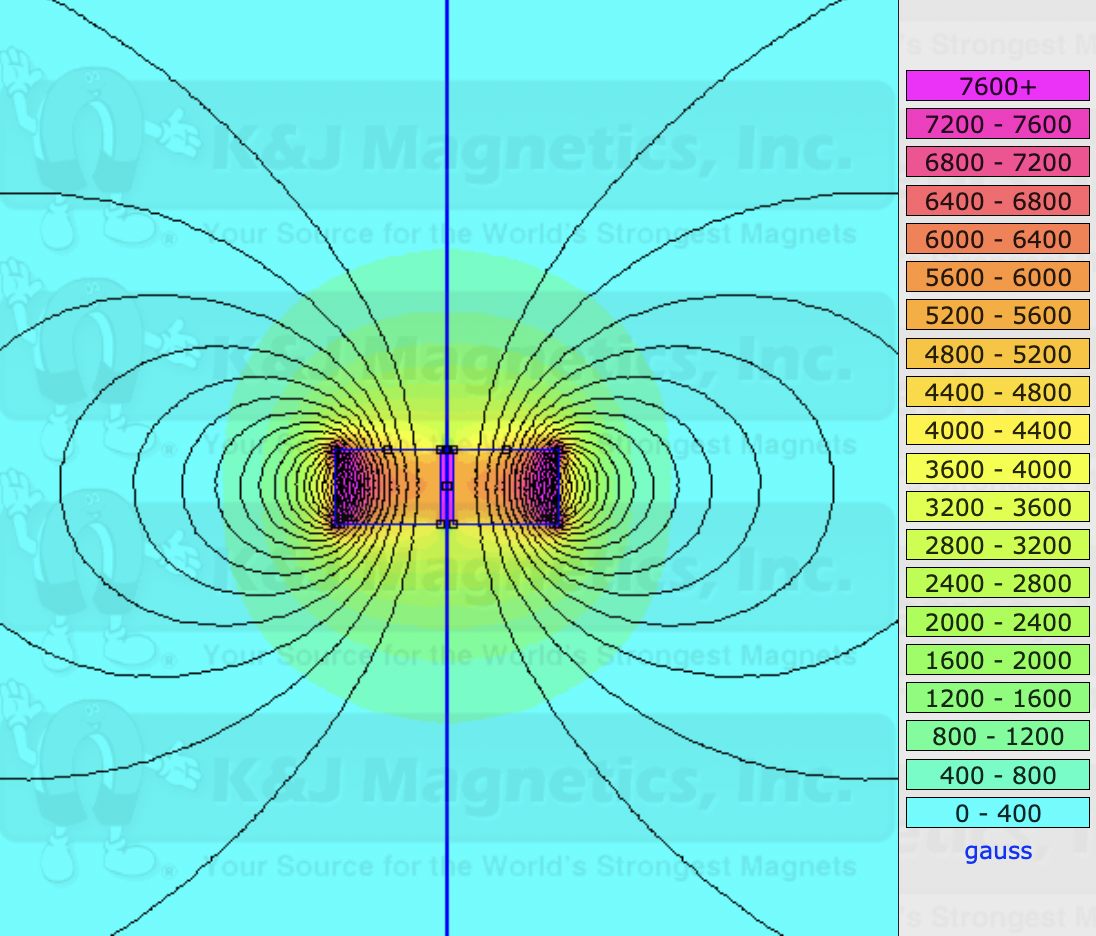 's Strongest M
7600+
7200 - 7600
6800 - 7200
6400 - 6800
6000 - 6400
5600 - 6000
5200 - 5600
4800 - 5200
4400 - 4800
4000 - 4400
3600 - 4000
3200 - 3600
2800 - 3200
2400 - 2800
2000 - 2400
1600 - 2000
1200 - 1600
800 - 1200
400 - 800
0 - 400
gauss
's Strongest M
K&J Magnetics, Inc.
® Your Source for the World's Strongest Magnets
K&J Magnetics, Inc.
® Your Source for the World's Strongest Magnets
K&J Magnetics, Inc.
® Your Source for the World's Strongest Magnets
K&J Magnetics, Inc.
® Your Source for the World's Strongest Magnets